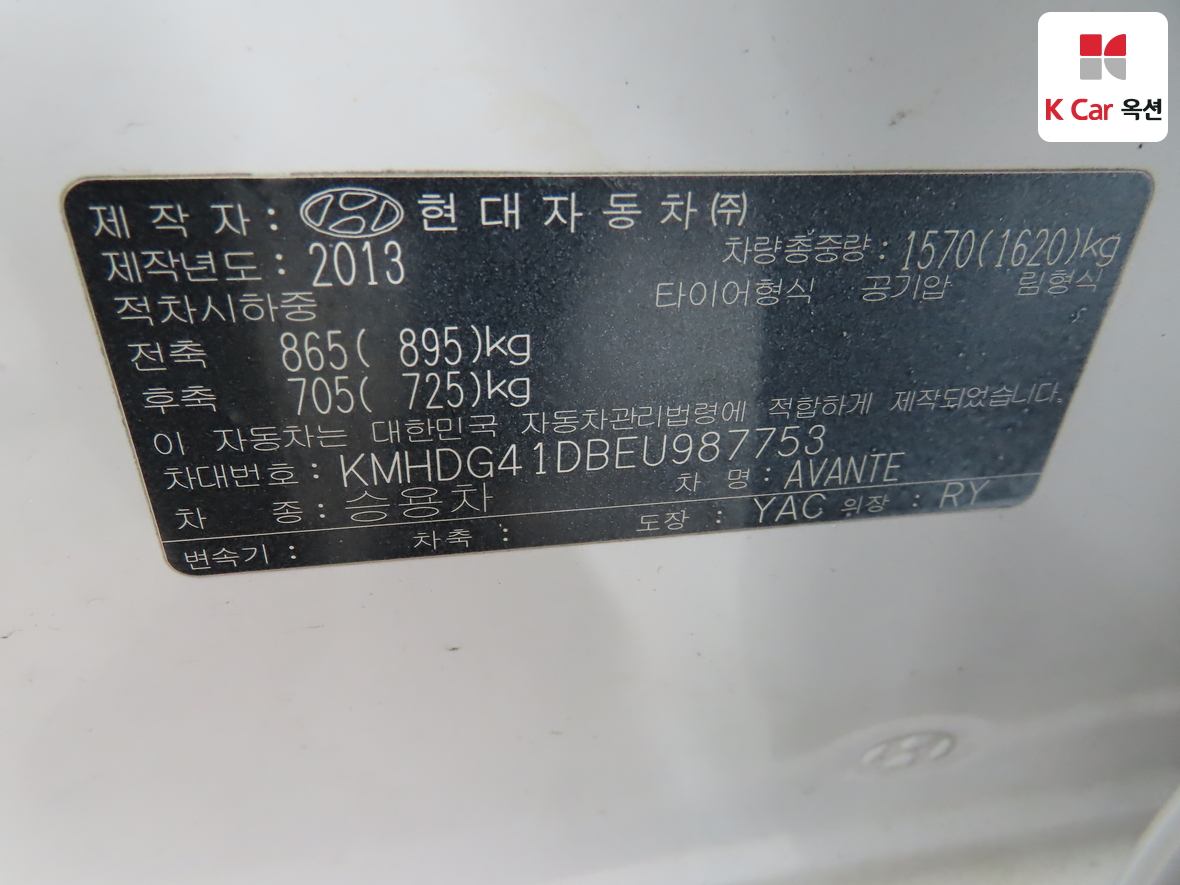 K Car 옥션
제 작 자 : 현 대 자 동 차 ㈜
제작년도 : 2013 차량총중량 : 1570(1620)kg
적차시하중 타이어형식 공기압 림형식
전축 865( 895)kg
후축 705( 725)kg
이 자동차는 대한민국 자동차관리법령에 적합하게 제작되었습니다.
차대번호 : KMHDG41DBEU987753
차 종 : 승용차 차 명 : AVANTE
변속기 : 차축 : 도장 : YAC 위장 : RY